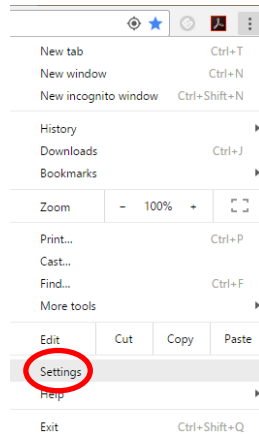 New tab Ctrl+T
New window Ctrl+N
New incognito window Ctrl+Shift+N
History
Downloads Ctrl+J
Bookmarks
Zoom - 100% +
Print... Ctrl+P
Cast...
Find... Ctrl+F
More tools
Edit Cut Copy Paste
Settings
Help
Exit Ctrl+Shift+Q